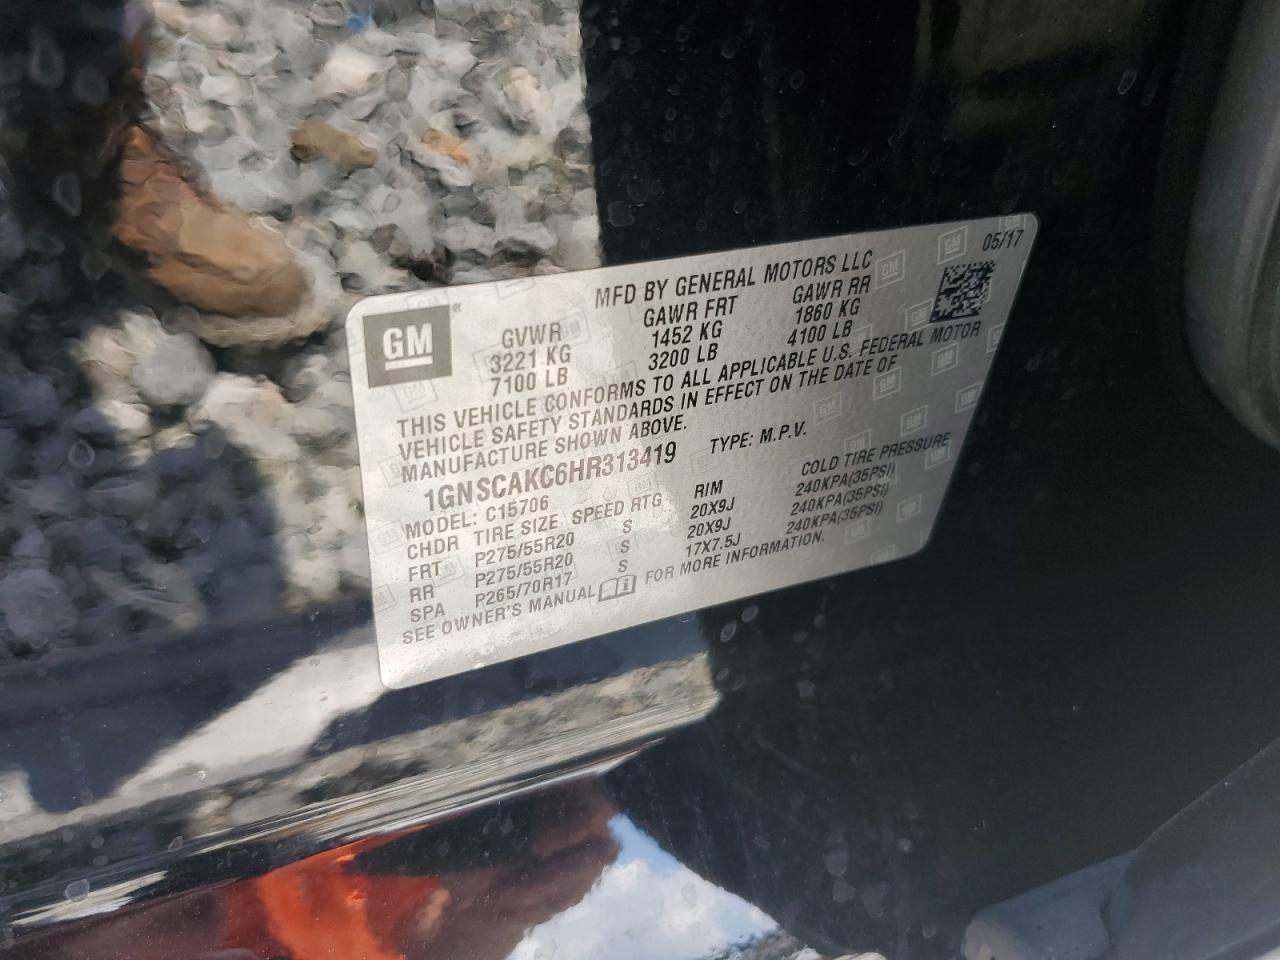 MFD BY GENERAL MOTORS LLC 05/17
GM
GVWR GAWR FRT GAWR RR
3221 KG 1452 KG 1860 KG
7100 LB 3200 LB 4100 LB
THIS VEHICLE CONFORMS TO ALL APPLICABLE U.S. FEDERAL MOTOR
VEHICLE SAFETY STANDARDS IN EFFECT ON THE DATE OF
MANUFACTURE SHOWN ABOVE.
1GNSCAKC6HR313419 TYPE: M.P.V.
MODEL: C15706
CHDR TIRE SIZE SPEED RTG RIM COLD TIRE PRESSURE
FRT P275/55R20 S 20X9J 240KPA(35PSI)
RR P275/55R20 S 20X9J 240KPA(35PSI)
SPA P265/70R17 S 17X7.5J 240KPA(35PSI)
SEE OWNER'S MANUAL FOR MORE INFORMATION.